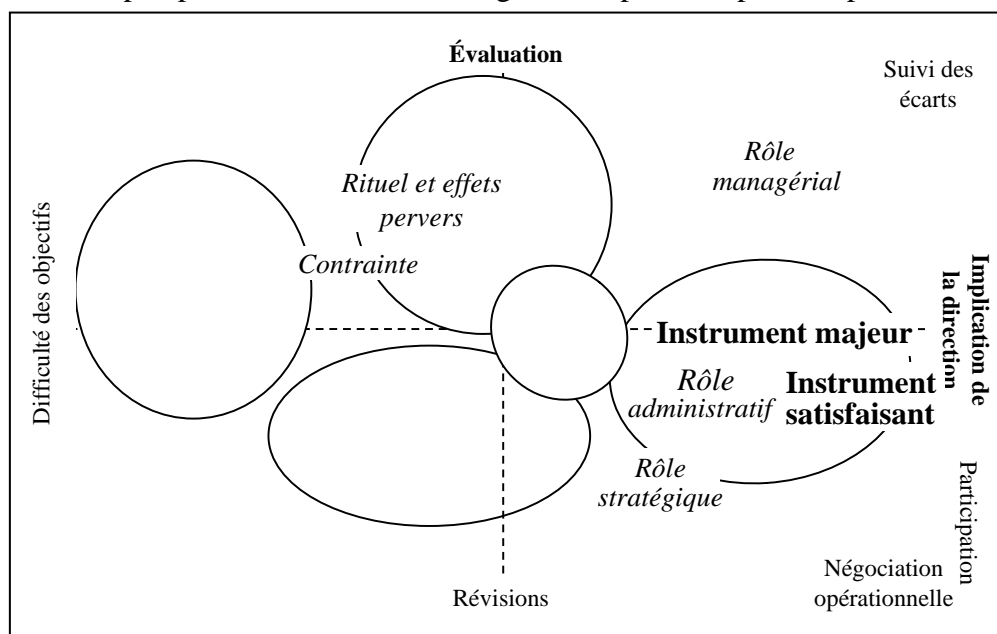 Évaluation
Suivi des
écarts
Rôle
managérial
Rituel et effets
pervers
Contrainte
Difficulté des objectifs
Implication de
la direction
Instrument majeur
Rôle
administratif
Instrument
satisfaisant
Rôle
stratégique
Participation
Négociation
opérationnelle
Révisions